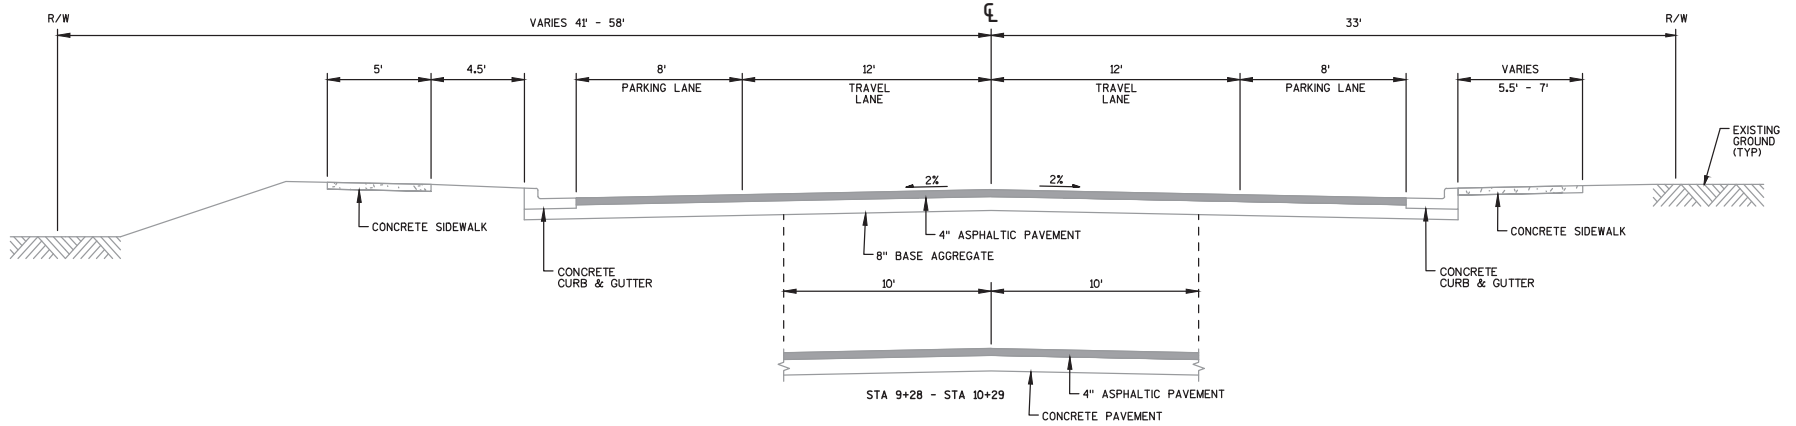 ℄
R/W
VARIES 41' - 58'
33'
R/W
5'
4.5'
8'
PARKING LANE
12'
TRAVEL
LANE
12'
TRAVEL
LANE
8'
PARKING LANE
VARIES
5.5' - 7'
EXISTING
GROUND
(TYP)
2%
2%
CONCRETE SIDEWALK
4" ASPHALTIC PAVEMENT
8" BASE AGGREGATE
CONCRETE
CURB & GUTTER
CONCRETE SIDEWALK
CONCRETE
CURB & GUTTER
10'
10'
STA 9+28 - STA 10+29
4" ASPHALTIC PAVEMENT
CONCRETE PAVEMENT